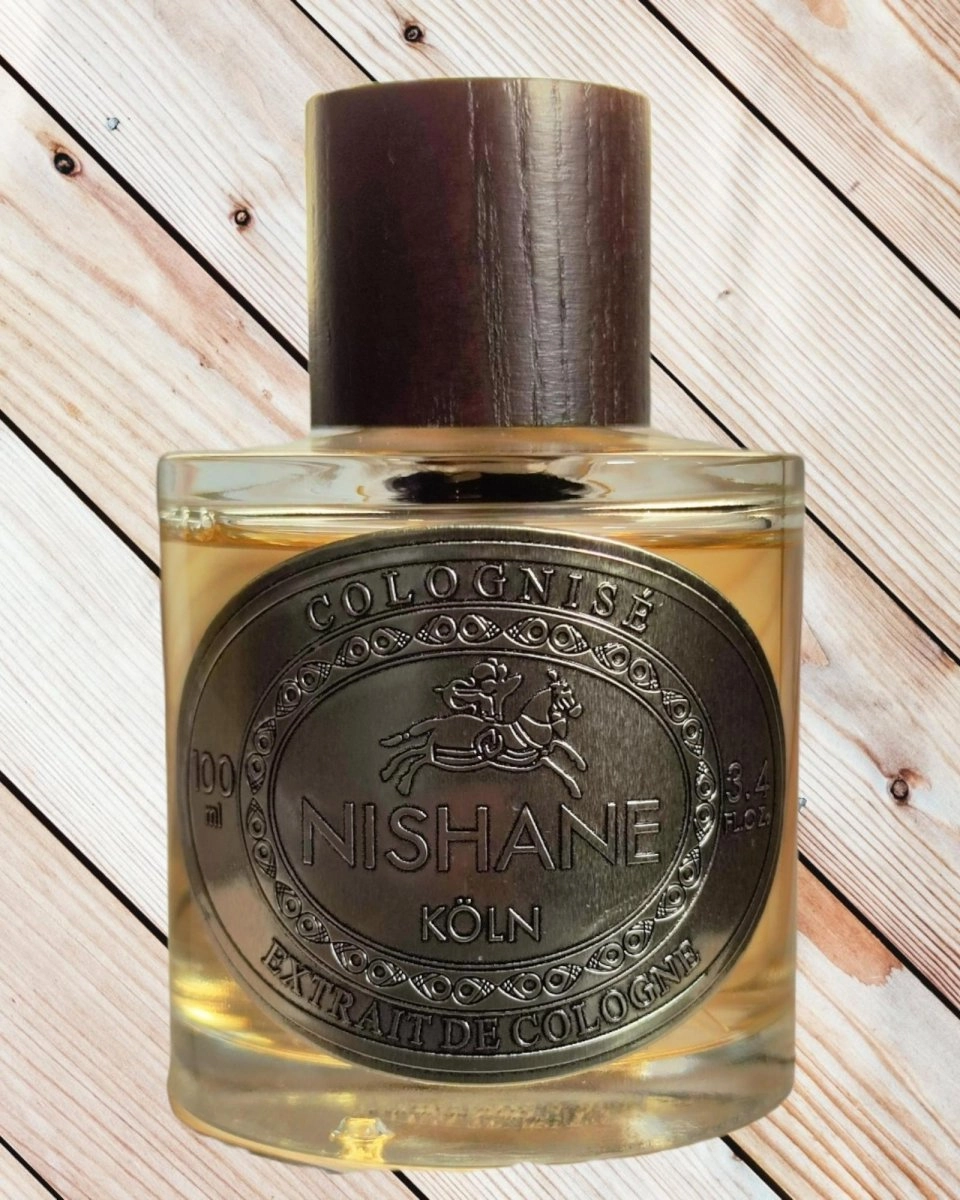 COLOGNISÉ
100
ml
3.4
FL.OZ.
NISHANE
KÖLN
EXTRAIT DE COLOGNE